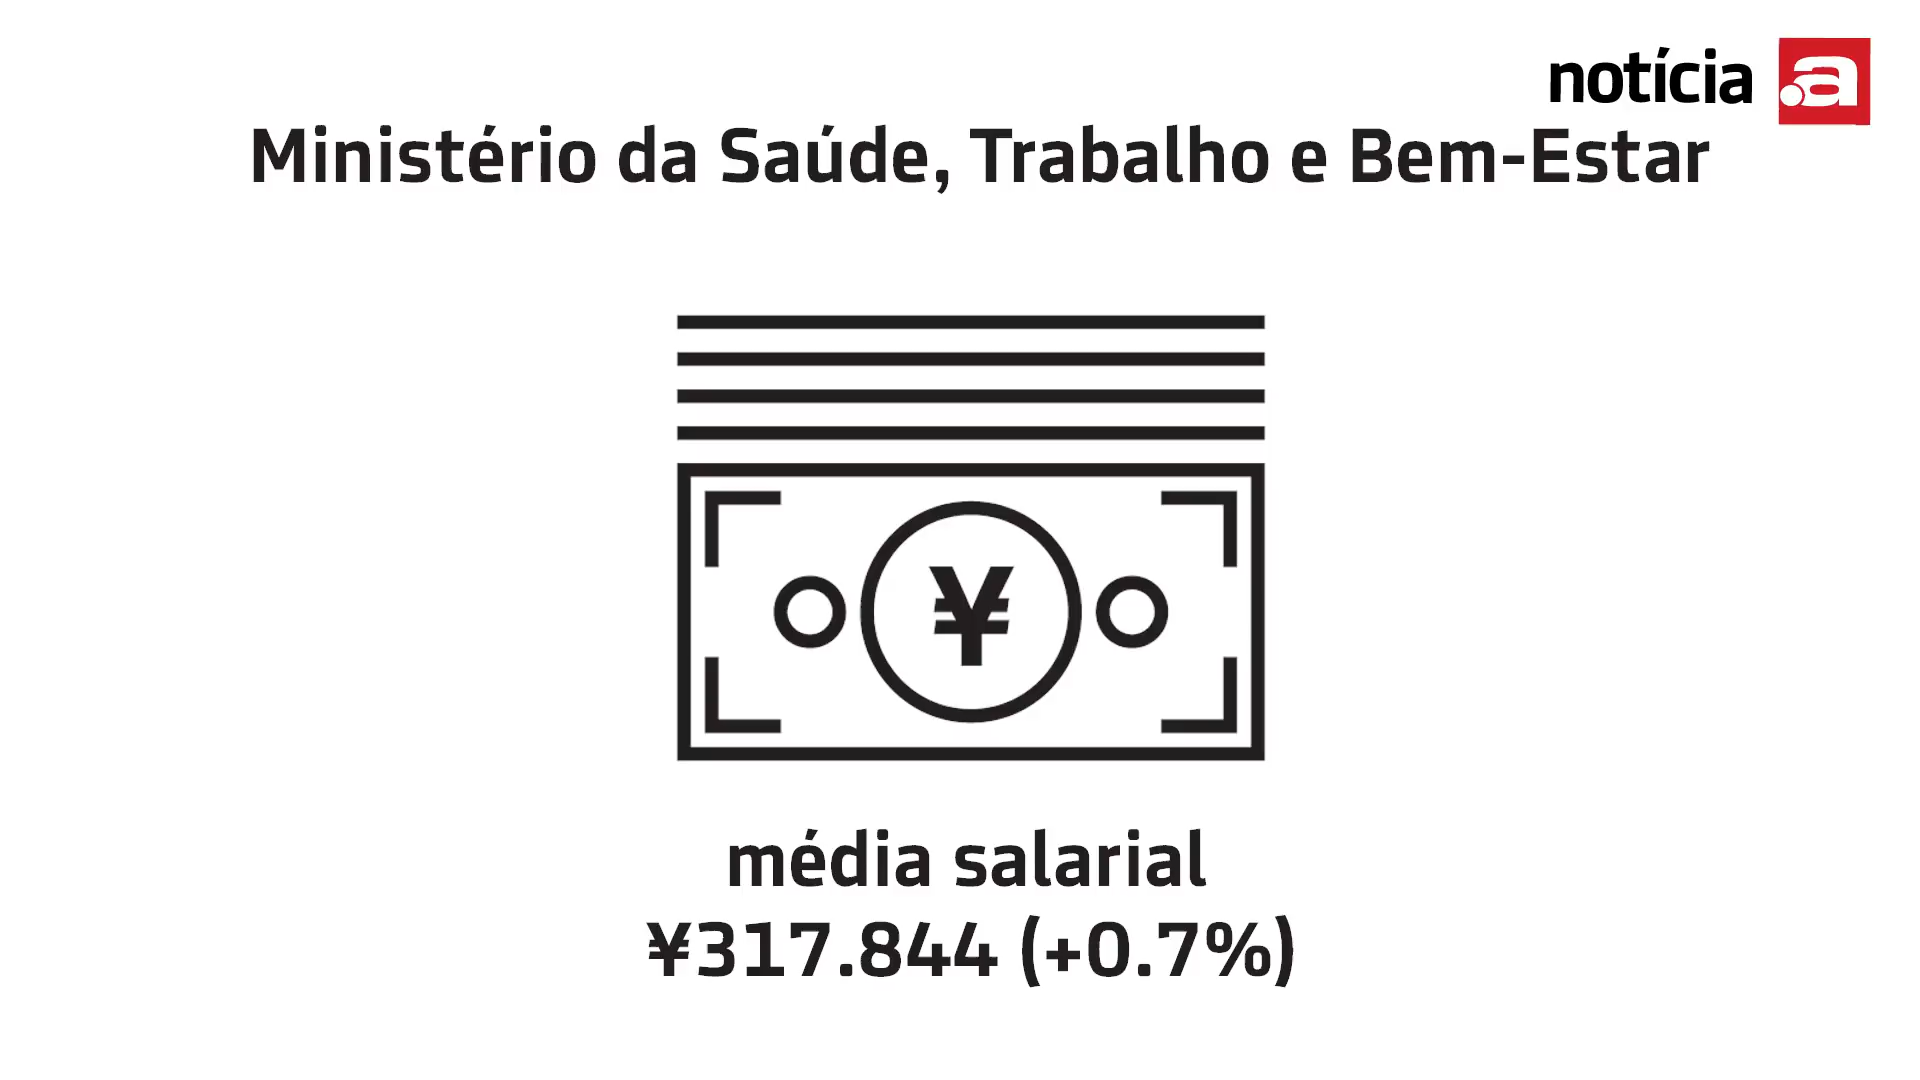 notícia .a
Ministério da Saúde, Trabalho e Bem-Estar
¥
média salarial
¥317.844 (+0.7%)